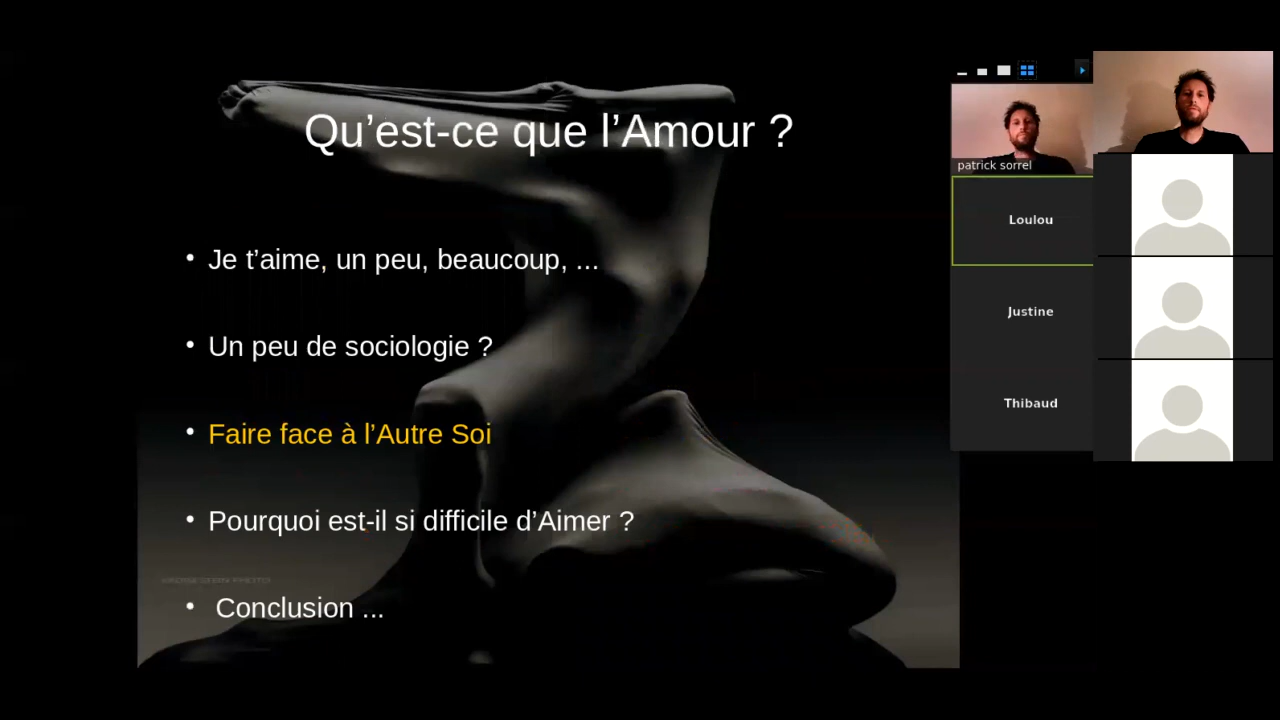 Qu’est-ce que l’Amour ?
• Je t’aime, un peu, beaucoup, ...
• Un peu de sociologie ?
• Faire face à l’Autre Soi
• Pourquoi est-il si difficile d’Aimer ?
• Conclusion ...
patrick sorrel
Loulou
Justine
Thibaud